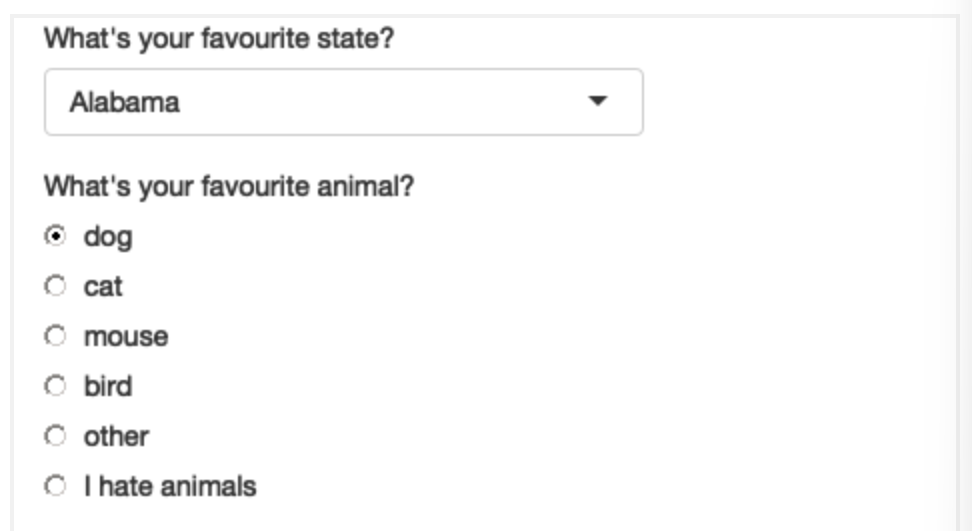 What's your favourite state?
Alabama
What's your favourite animal?
dog
cat
mouse
bird
other
I hate animals